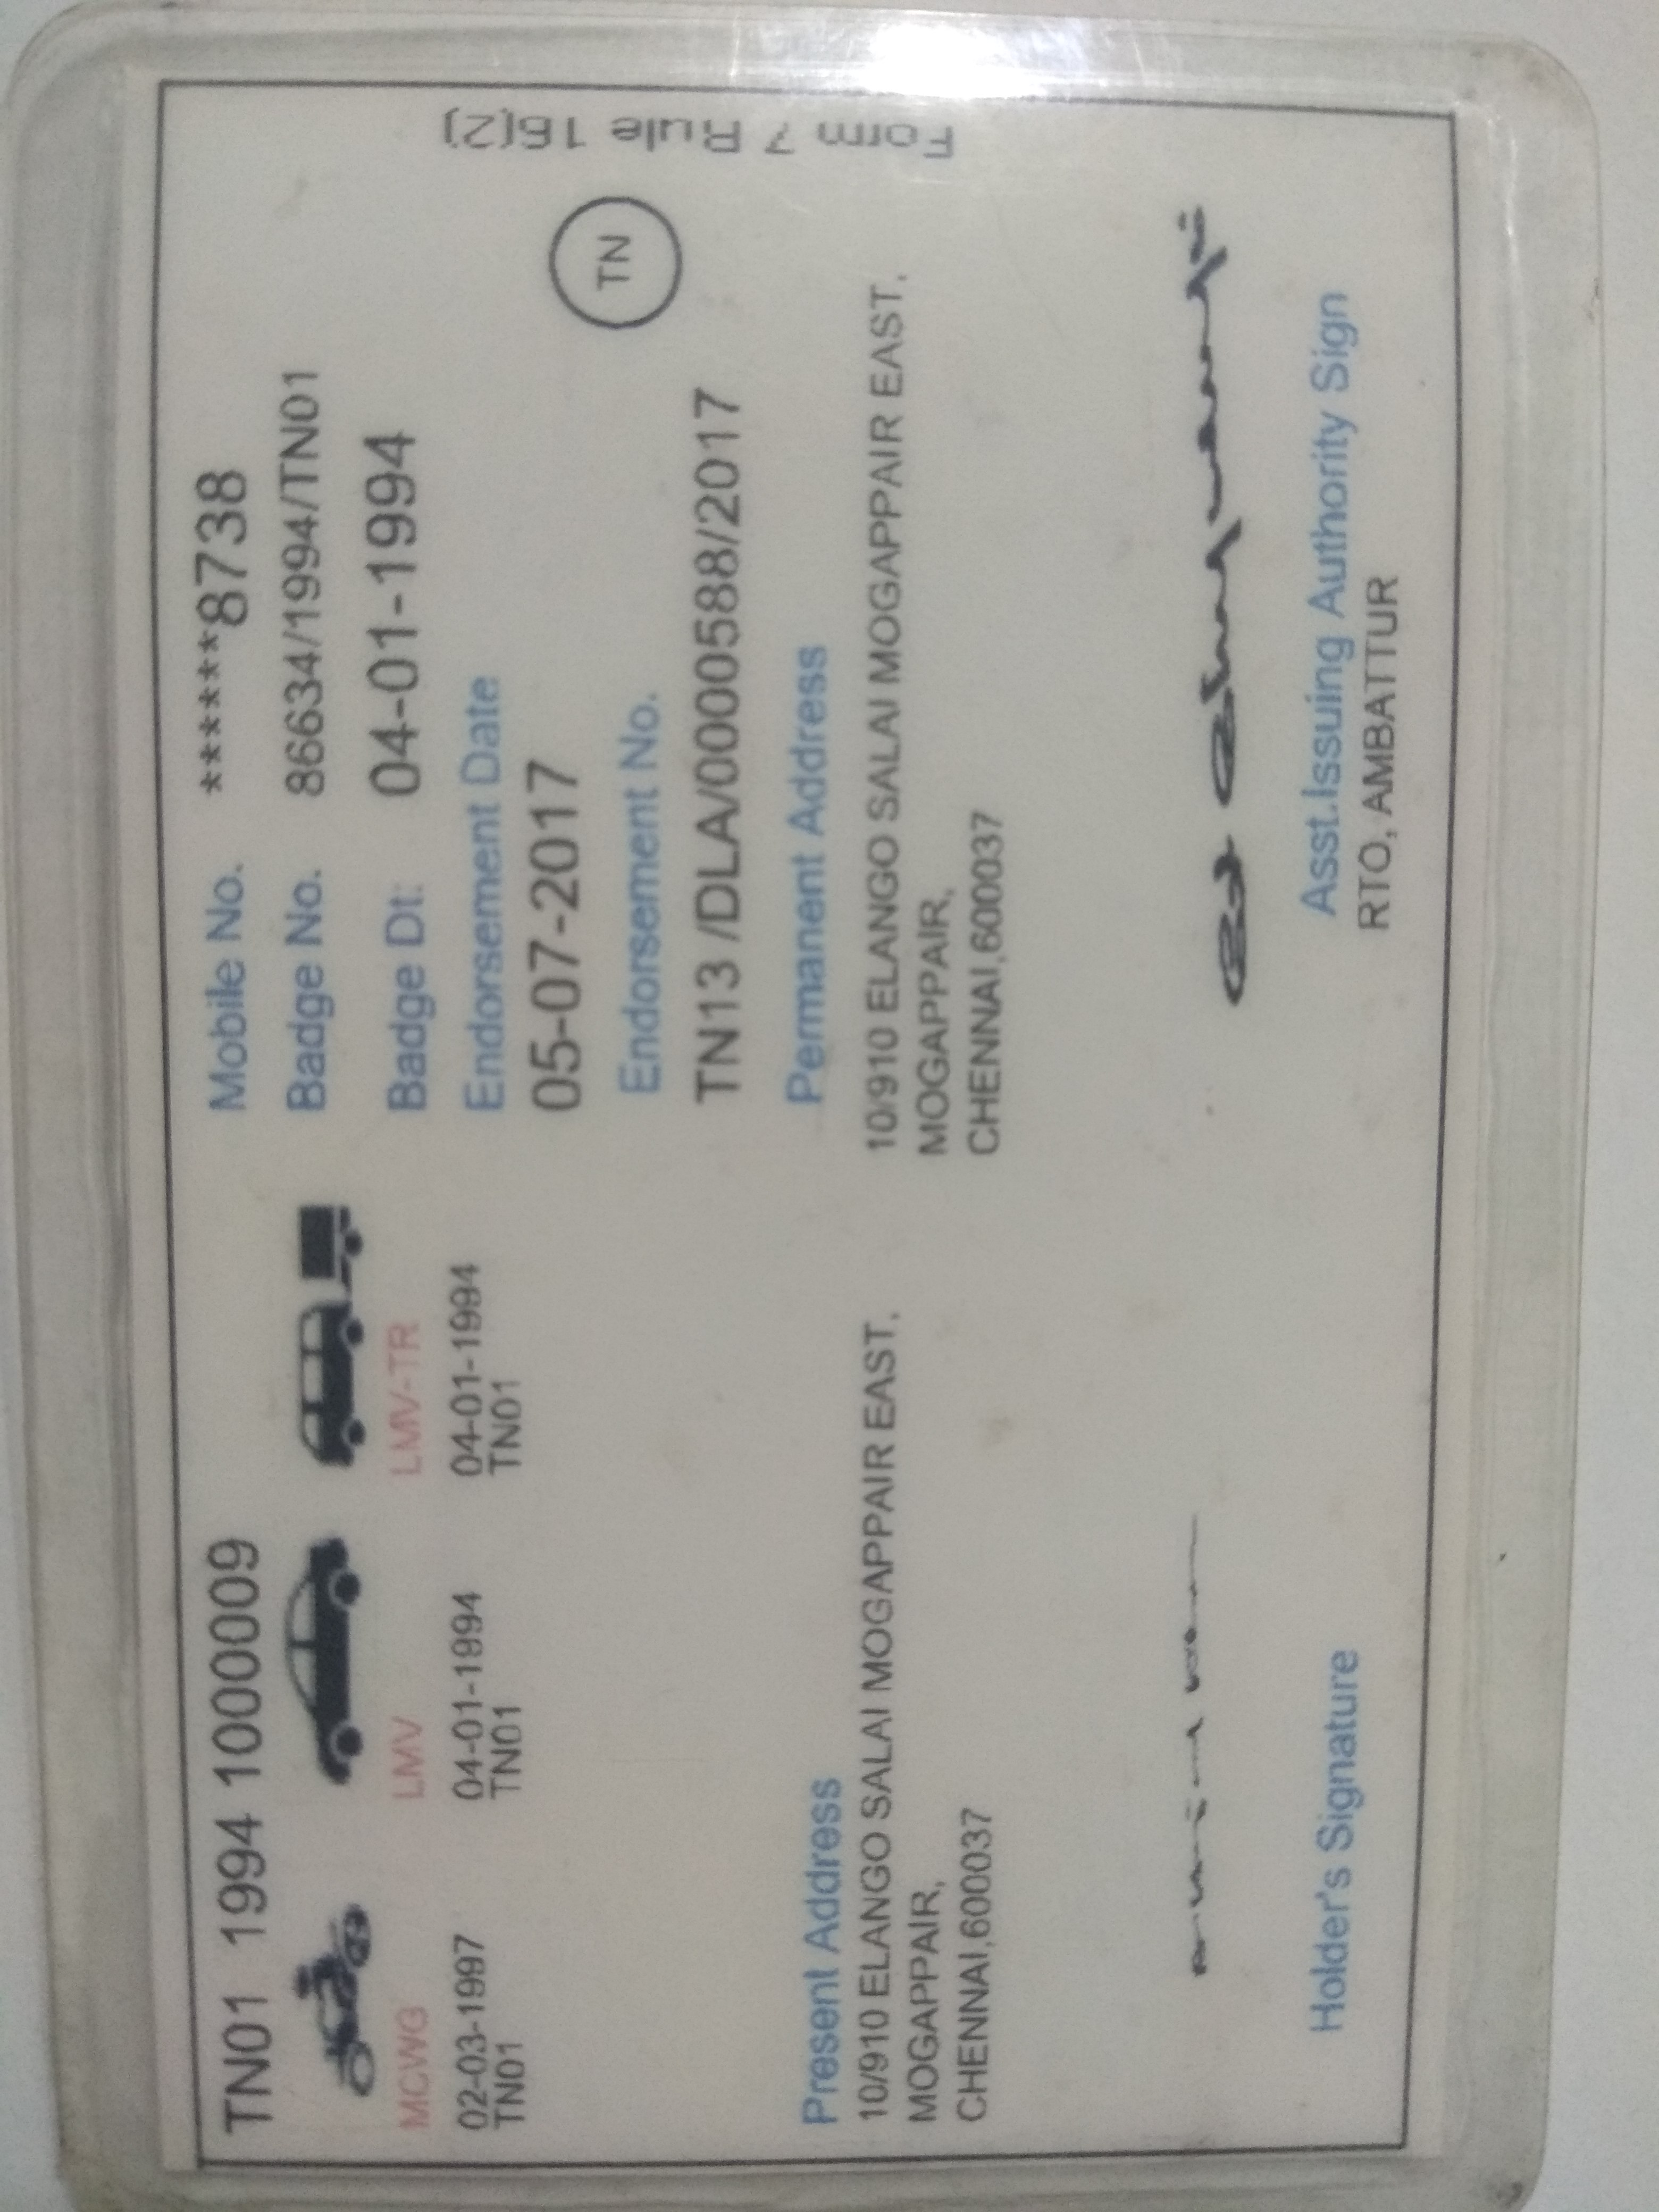 TN01 1994 1000009
MCWG
02-03-1997
TN01
LMV
04-01-1994
TN01
LMV-TR
04-01-1994
TN01
Mobile No. ******8738
Badge No. 86634/1994/TN01
Badge Dt: 04-01-1994
Endorsement Date
05-07-2017
Endorsement No.
TN13 /DLA/0000588/2017
TN
Form 7 Rule 16(2)
Present Address
10/910 ELANGO SALAI MOGAPPAIR EAST,
MOGAPPAIR,
CHENNAI,600037
Permanent Address
10/910 ELANGO SALAI MOGAPPAIR EAST,
MOGAPPAIR,
CHENNAI,600037
Holder's Signature
Asst.Issuing Authority Sign
RTO, AMBATTUR